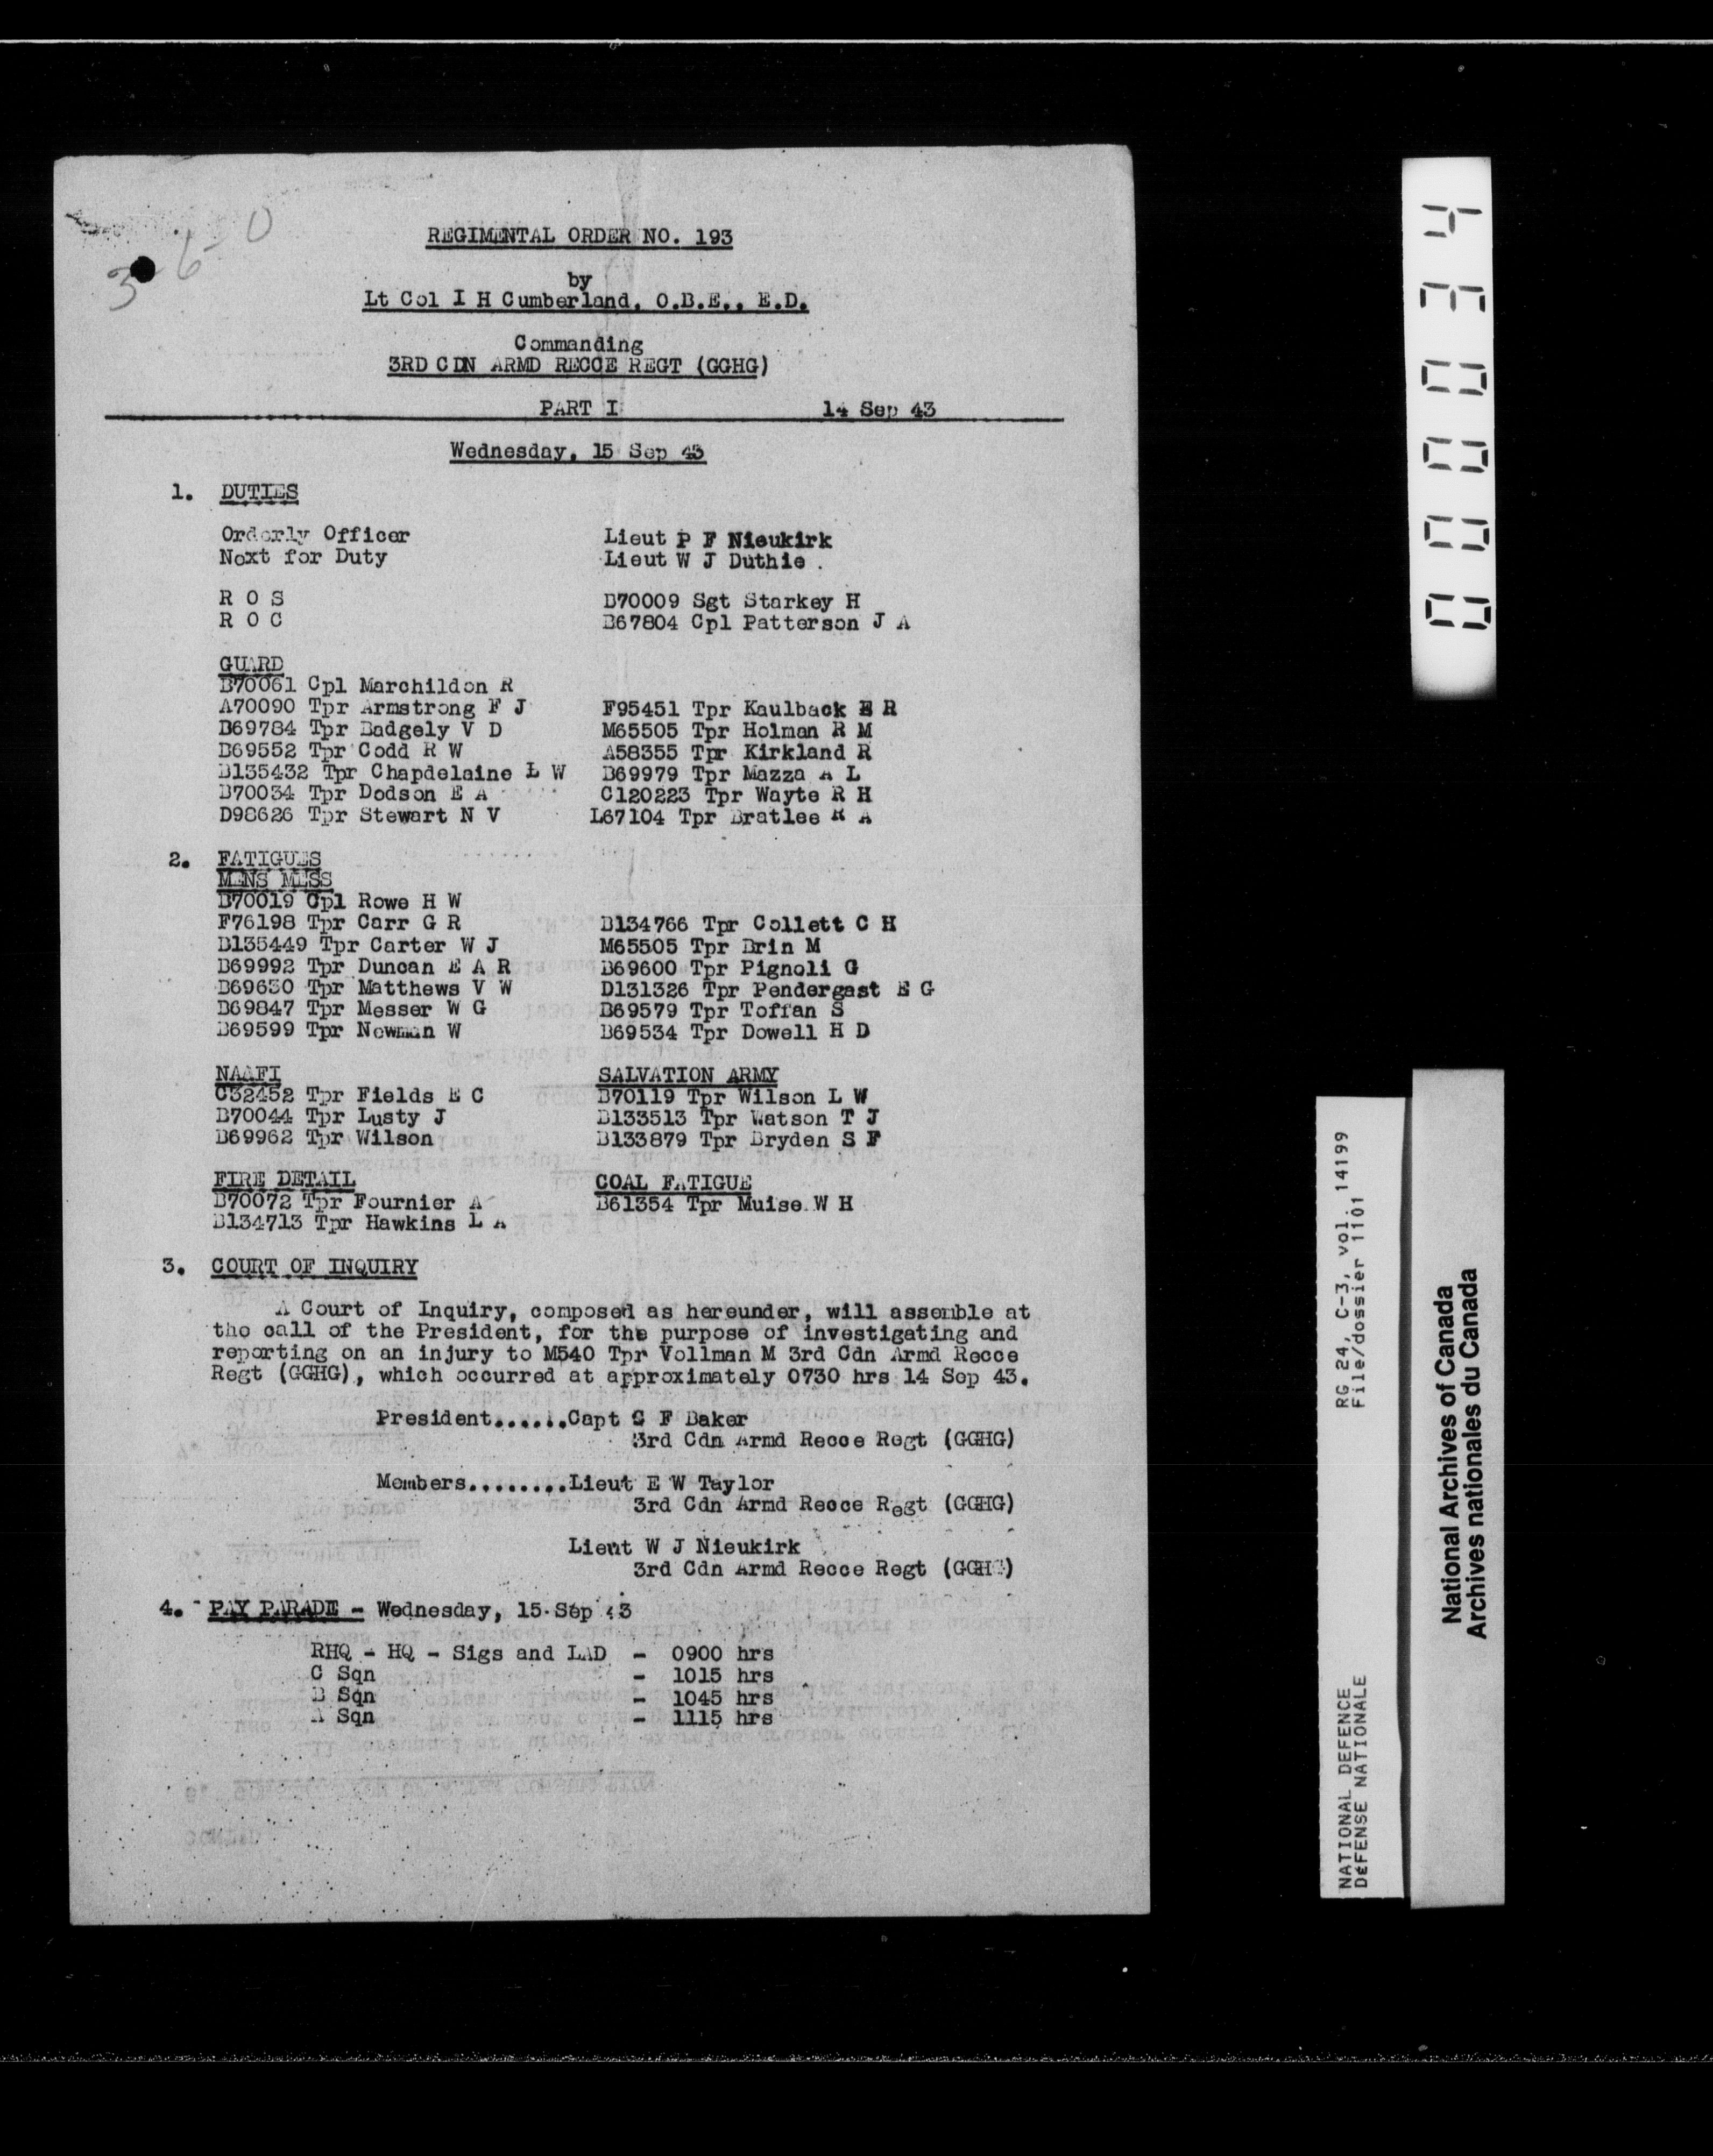 3 6-0
REGIMENTAL ORDER NO. 193
by
Lt Col I H Cumberland, O.B.E., E.D.
Commanding
3RD CDN ARMD RECCE REGT (GGHG)
PART I 14 Sep 43
Wednesday, 15 Sep 43
1. DUTIES
Orderly Officer Lieut P F Nieukirk
Next for Duty Lieut W J Duthie .
R O S B70009 Sgt Starkey H
R O C B67804 Cpl Patterson J A
GUARD
B70061 Cpl Marchildon R
A70090 Tpr Armstrong F J F95451 Tpr Kaulback E R
B69784 Tpr Badgely V D M65505 Tpr Holman R M
B69552 Tpr Codd R W A58355 Tpr Kirkland R
B135432 Tpr Chapdelaine L W B69979 Tpr Mazza A L
B70034 Tpr Dodson E A C120223 Tpr Wayte R H
D98626 Tpr Stewart N V L67104 Tpr Bratlee R A
2. FATIGUES
MENS MESS
B70019 Cpl Rowe H W
F76198 Tpr Carr G R B134766 Tpr Collett C H
B135449 Tpr Carter W J M65505 Tpr Brin M
B69992 Tpr Duncan E A R B69600 Tpr Pignoli G
B69630 Tpr Matthews V W D131326 Tpr Pendergast E G
B69847 Tpr Messer W G B69579 Tpr Toffan S
B69599 Tpr Newman W B69534 Tpr Dowell H D
NAAFI SALVATION ARMY
C32452 Tpr Fields E C B70119 Tpr Wilson L W
B70044 Tpr Lusty J B133513 Tpr Watson T J
B69962 Tpr Wilson B133879 Tpr Bryden S F
FIRE DETAIL COAL FATIGUE
B70072 Tpr Fournier A B61354 Tpr Muise W H
B134713 Tpr Hawkins L A
3. COURT OF INQUIRY
A Court of Inquiry, composed as hereunder, will assemble at
the call of the President, for the purpose of investigating and
reporting on an injury to M540 Tpr Vollman M 3rd Cdn Armd Recce
Regt (GGHG), which occurred at approximately 0730 hrs 14 Sep 43.
President......Capt G F Baker
3rd Cdn Armd Recce Regt (GGHG)
Members........Lieut E W Taylor
3rd Cdn Armd Recce Regt (GGHG)
Lieut W J Nieukirk
3rd Cdn Armd Recce Regt (GGHG)
4. PAY PARADE - Wednesday, 15 Sep 43
RHQ - HQ - Sigs and LAD - 0900 hrs
C Sqn - 1015 hrs
B Sqn - 1045 hrs
A Sqn - 1115 hrs
000034
NATIONAL DEFENCE RG 24, C-3, vol. 14199
DéFENSE NATIONALE File/dossier 1101
National Archives of Canada
Archives nationales du Canada